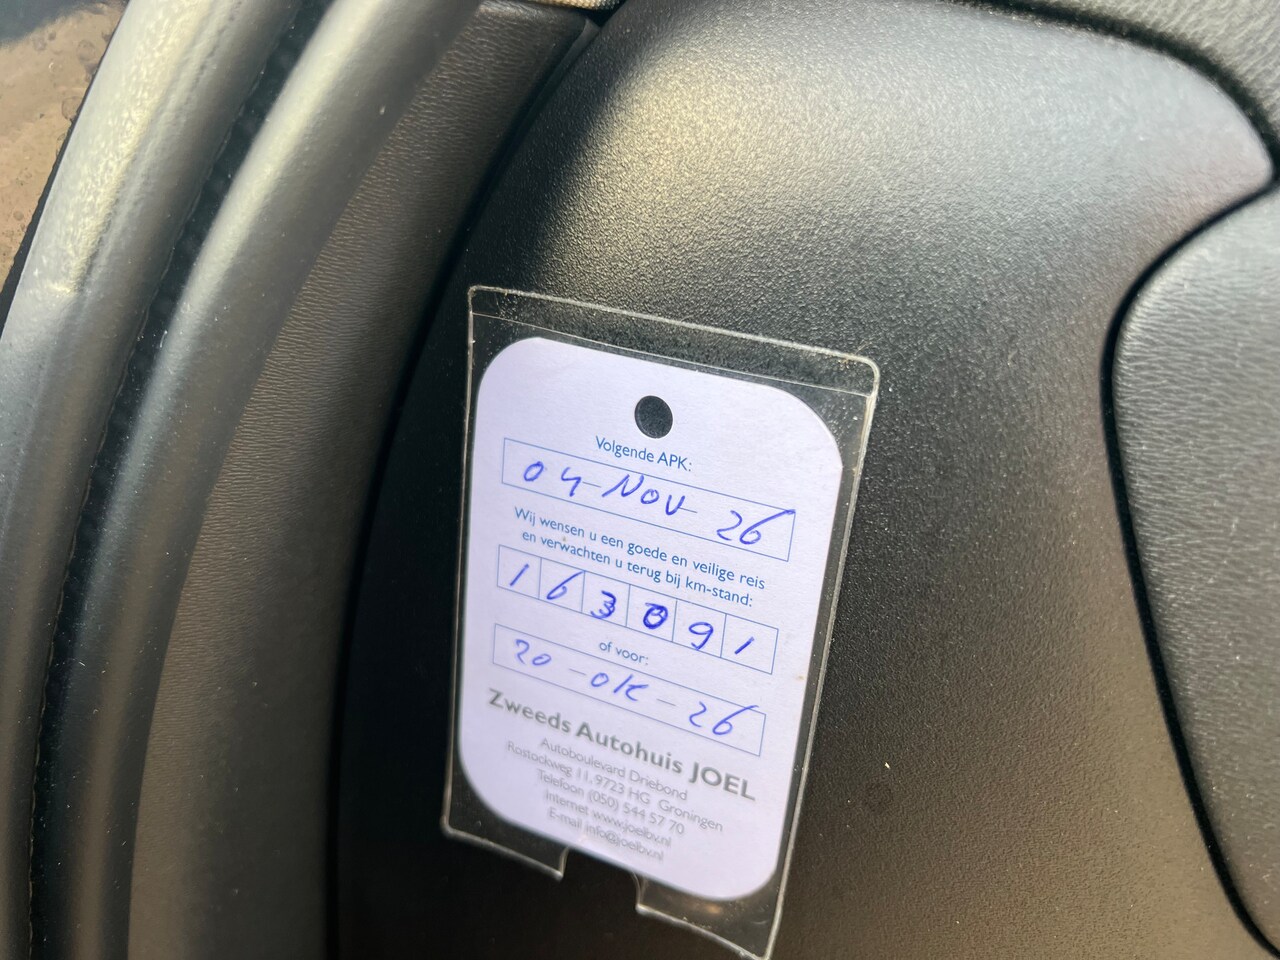 Volgende APK:
04-NOV-26
Wij wensen u een goede en veilige reis
en verwachten u terug bij km-stand:
163091
of voor:
20-OK-26
Zweeds Autohuis JOEL
Autoboulevard Driebond
Rostockweg 11, 9723 HG Groningen
Telefoon (050) 544 57 70
Internet www.joelbv.nl
E-mail info@joelbv.nl